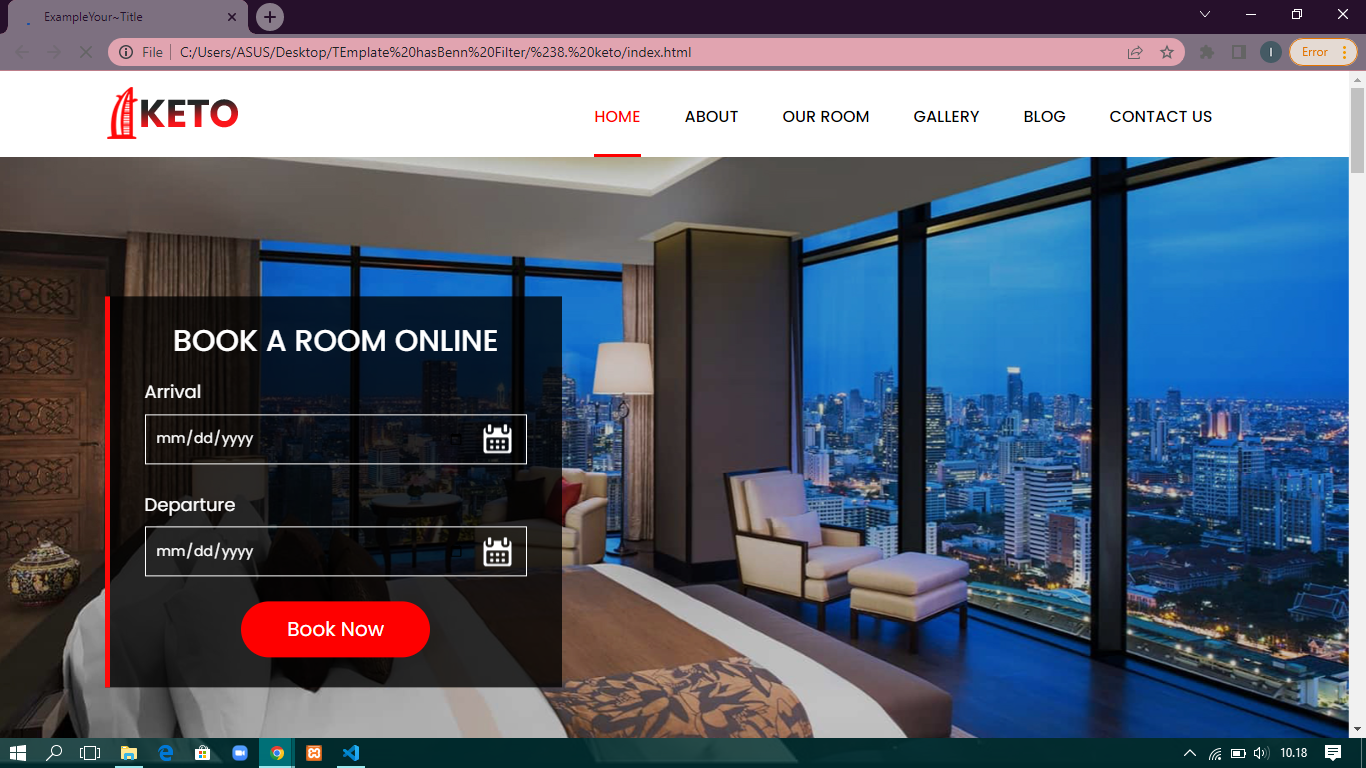 ExampleYour~Title
File
C:/Users/ASUS/Desktop/TEmplate%20hasBenn%20Filter/%238.%20keto/index.html
I
Error
KETO
HOME
ABOUT
OUR ROOM
GALLERY
BLOG
CONTACT US
BOOK A ROOM ONLINE
Arrival
mm/dd/yyyy
Departure
mm/dd/yyyy
Book Now
10.18